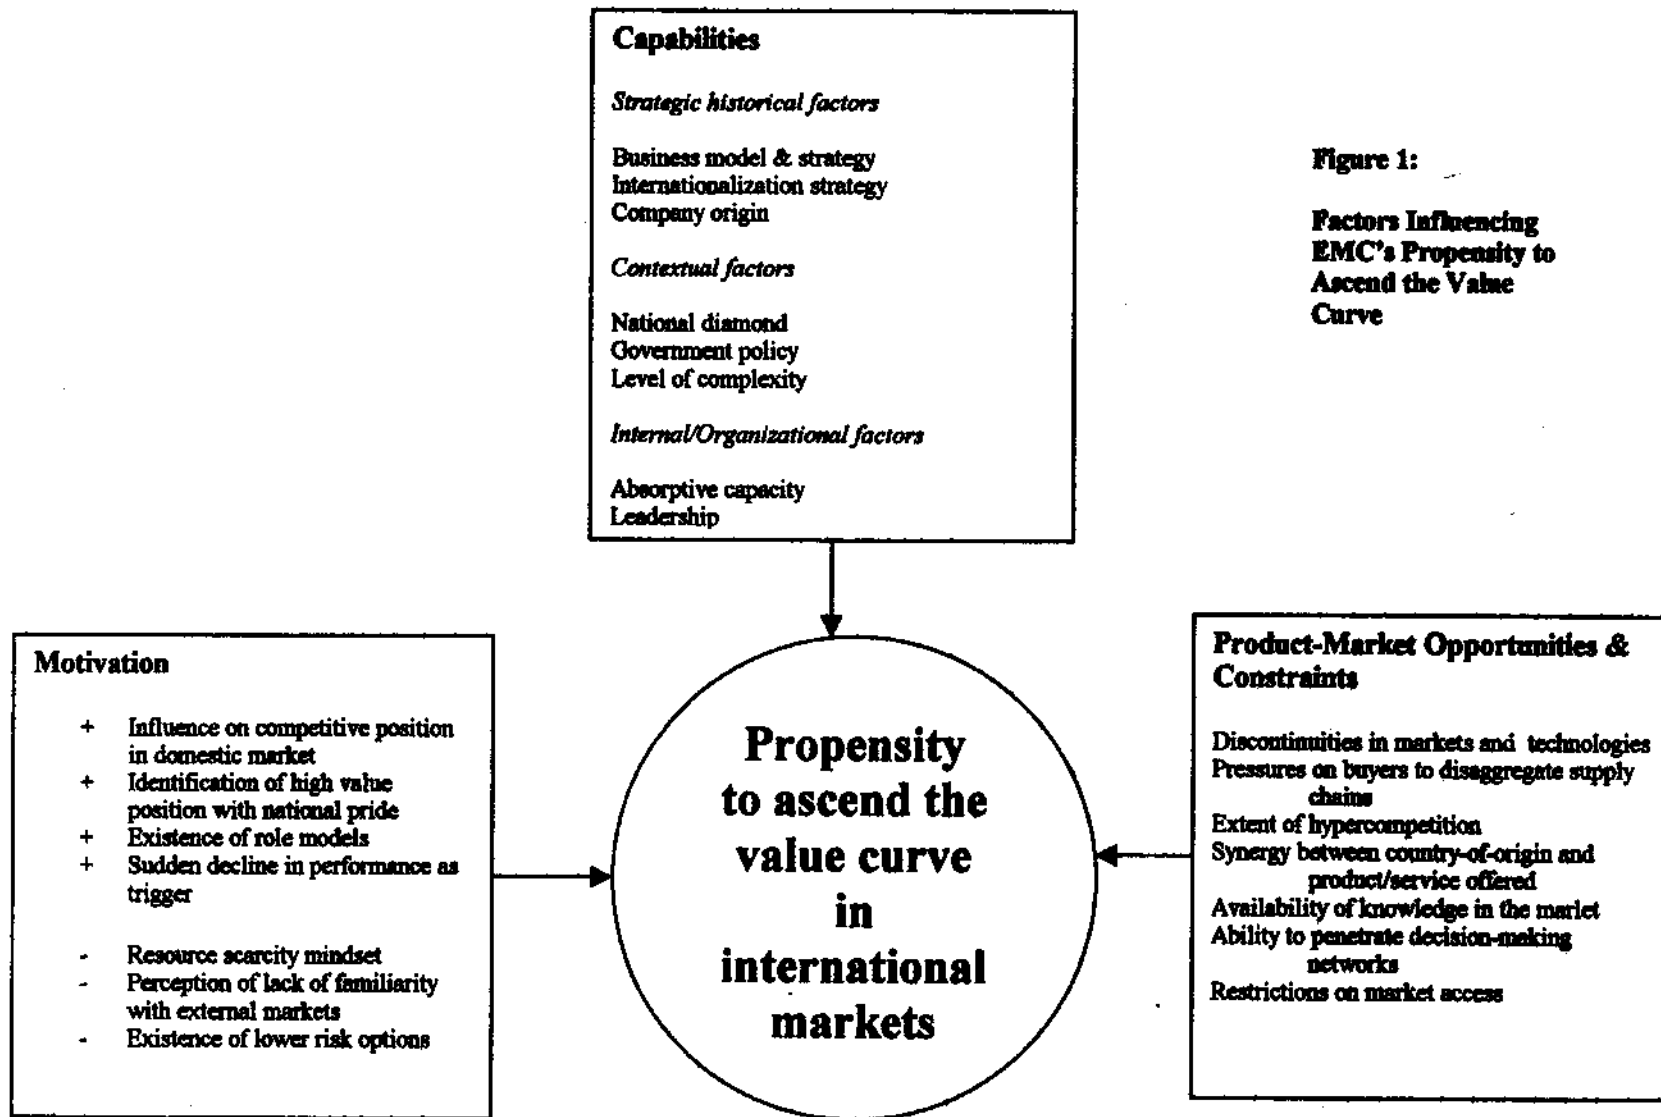 Capabilities
Strategic historical factors
Business model & strategy
Internationalization strategy
Company origin
Contextual factors
National diamond
Government policy
Level of complexity
Internal/Organizational factors
Absorptive capacity
Leadership
Figure 1:
Factors Influencing
EMC's Propensity to
Ascend the Value
Curve
Motivation
+ Influence on competitive position
in domestic market
+ Identification of high value
position with national pride
+ Existence of role models
+ Sudden decline in performance as
trigger
- Resource scarcity mindset
- Perception of lack of familiarity
with external markets
- Existence of lower risk options
Propensity
to ascend the
value curve
in
international
markets
Product-Market Opportunities &
Constraints
Discontinuities in markets and technologies
Pressures on buyers to disaggregate supply
chains
Extent of hypercompetition
Synergy between country-of-origin and
product/service offered
Availability of knowledge in the marlet
Ability to penetrate decision-making
networks
Restrictions on market access